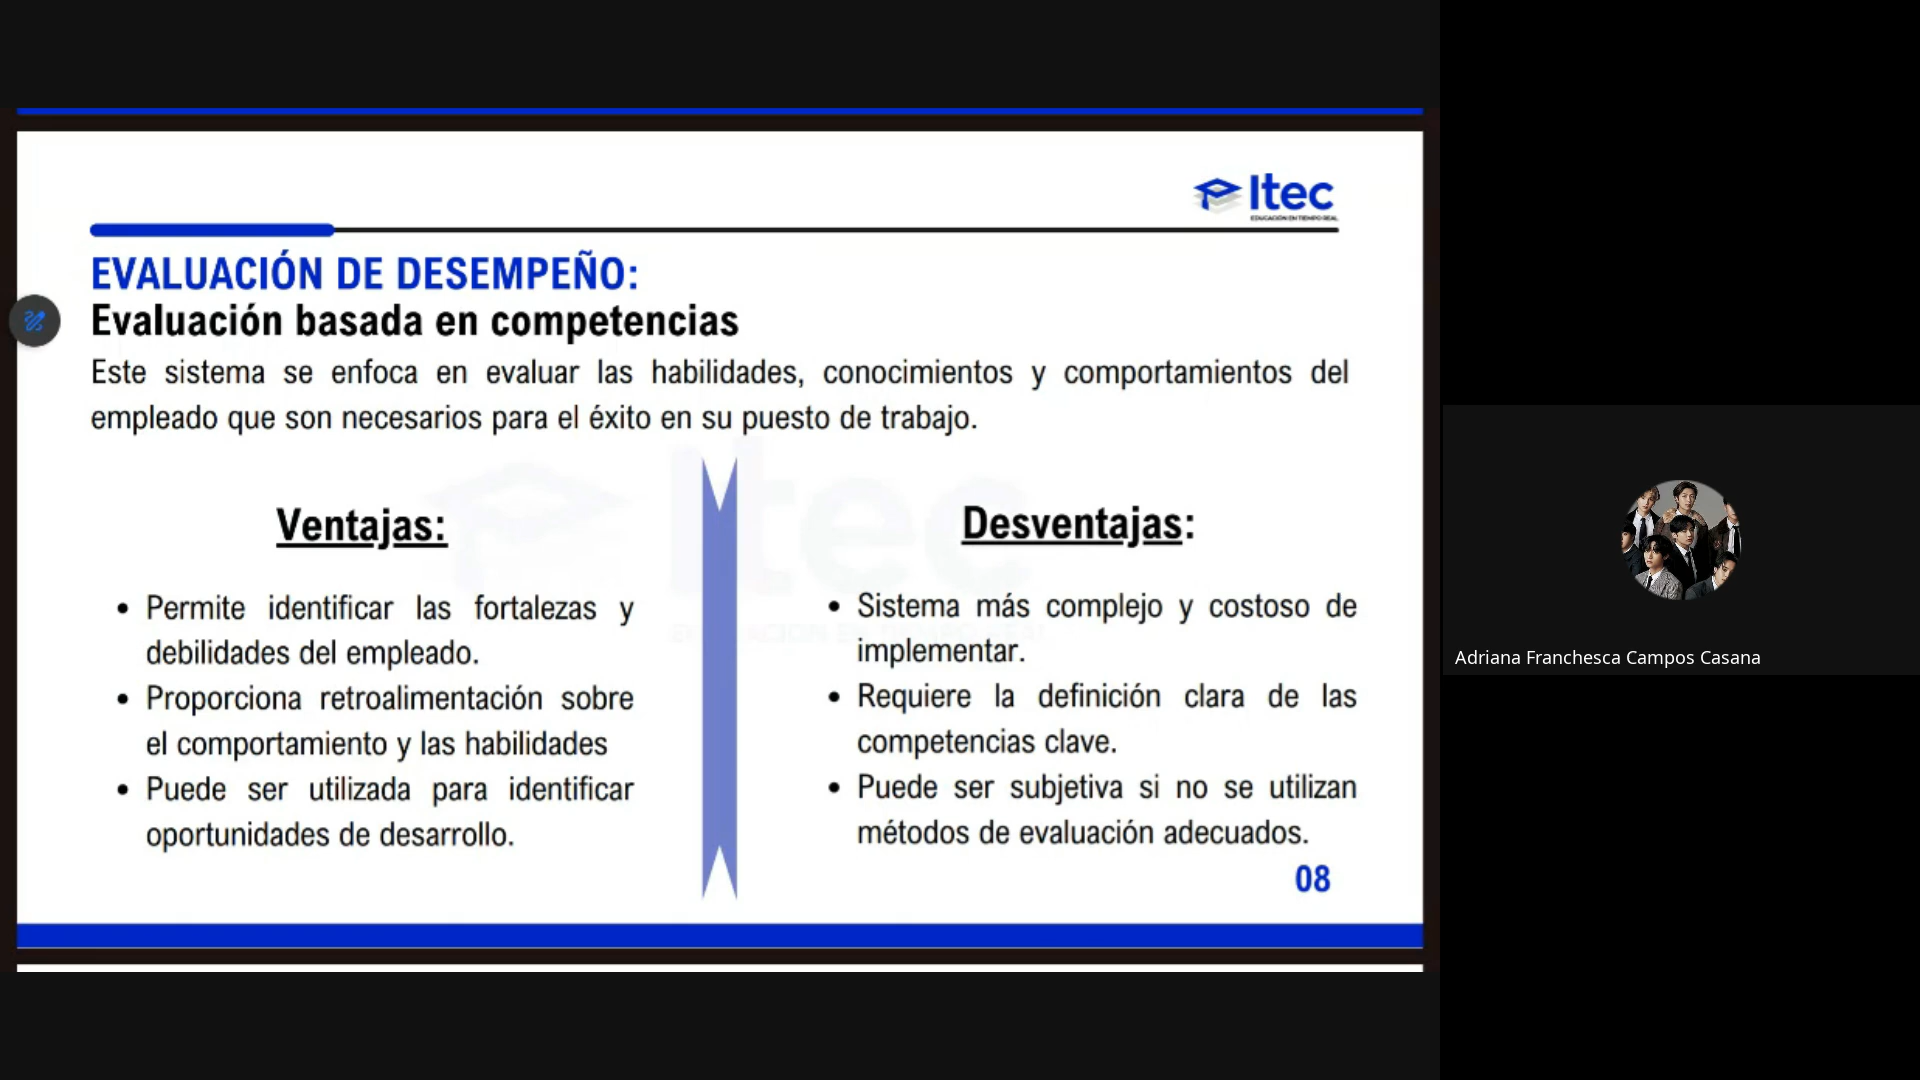 Itec
EDUCACIÓN EN TIEMPO REAL
EVALUACIÓN DE DESEMPEÑO:
Evaluación basada en competencias
Este sistema se enfoca en evaluar las habilidades, conocimientos y comportamientos del
empleado que son necesarios para el éxito en su puesto de trabajo.
Ventajas:
Permite identificar las fortalezas y
debilidades del empleado.
Proporciona retroalimentación sobre
el comportamiento y las habilidades
Puede ser utilizada para identificar
oportunidades de desarrollo.
Desventajas:
Sistema más complejo y costoso de
implementar.
Requiere la definición clara de las
competencias clave.
Puede ser subjetiva si no se utilizan
métodos de evaluación adecuados.
08
Adriana Franchesca Campos Casana